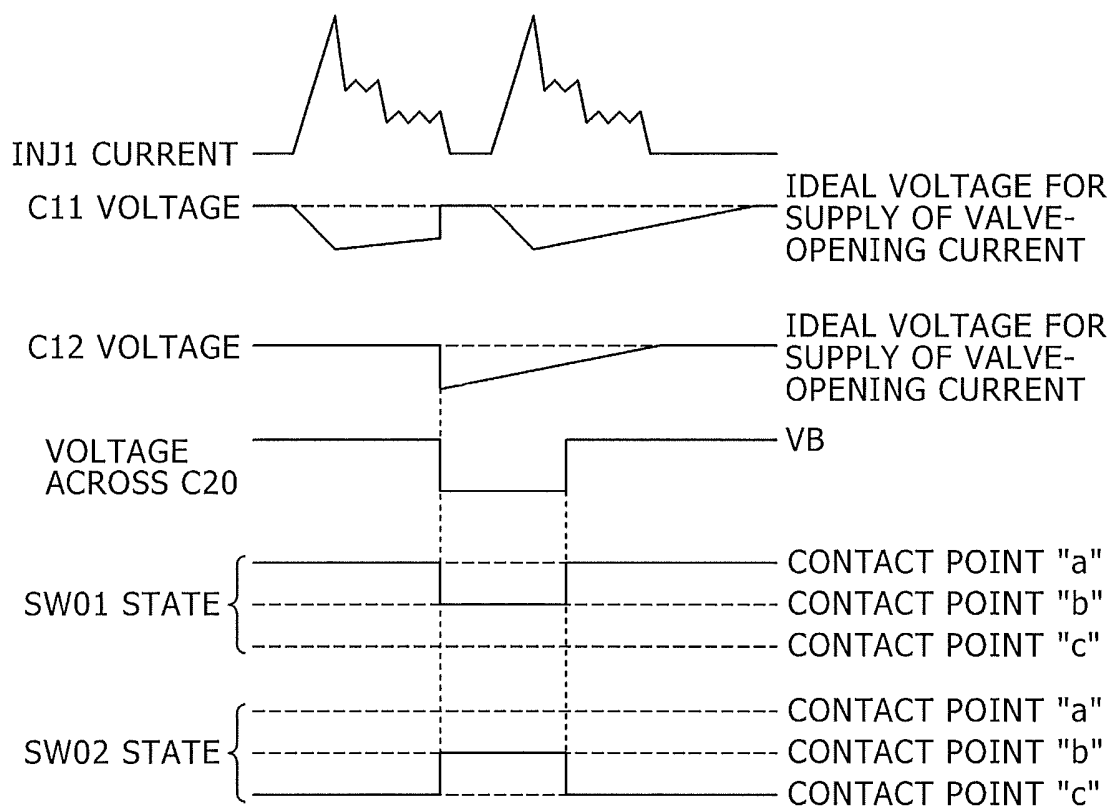 INJ1 CURRENT
C11 VOLTAGE
IDEAL VOLTAGE FOR
SUPPLY OF VALVE-
OPENING CURRENT
C12 VOLTAGE
IDEAL VOLTAGE FOR
SUPPLY OF VALVE-
OPENING CURRENT
VOLTAGE
ACROSS C20
VB
SW01 STATE
CONTACT POINT "a"
CONTACT POINT "b"
CONTACT POINT "c"
SW02 STATE
CONTACT POINT "a"
CONTACT POINT "b"
CONTACT POINT "c"